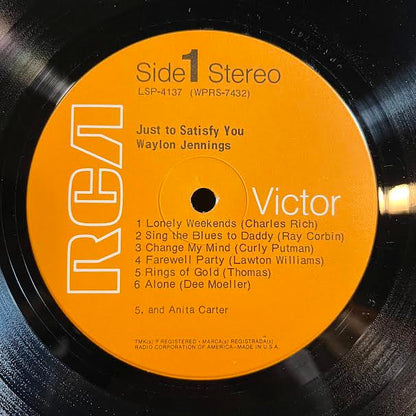 Side 1 Stereo
LSP-4137 (WPRS-7432)
Just to Satisfy You
Waylon Jennings
RCA
Victor
1 Lonely Weekends (Charles Rich)
2 Sing the Blues to Daddy (Ray Corbin)
3 Change My Mind (Curly Putman)
4 Farewell Party (Lawton Williams)
5 Rings of Gold (Thomas)
6 Alone (Dee Moeller)
5. and Anita Carter
TMK(s) ® REGISTERED • MARCA(s) REGISTRADA(s)
RADIO CORPORATION OF AMERICA–MADE IN U.S.A.